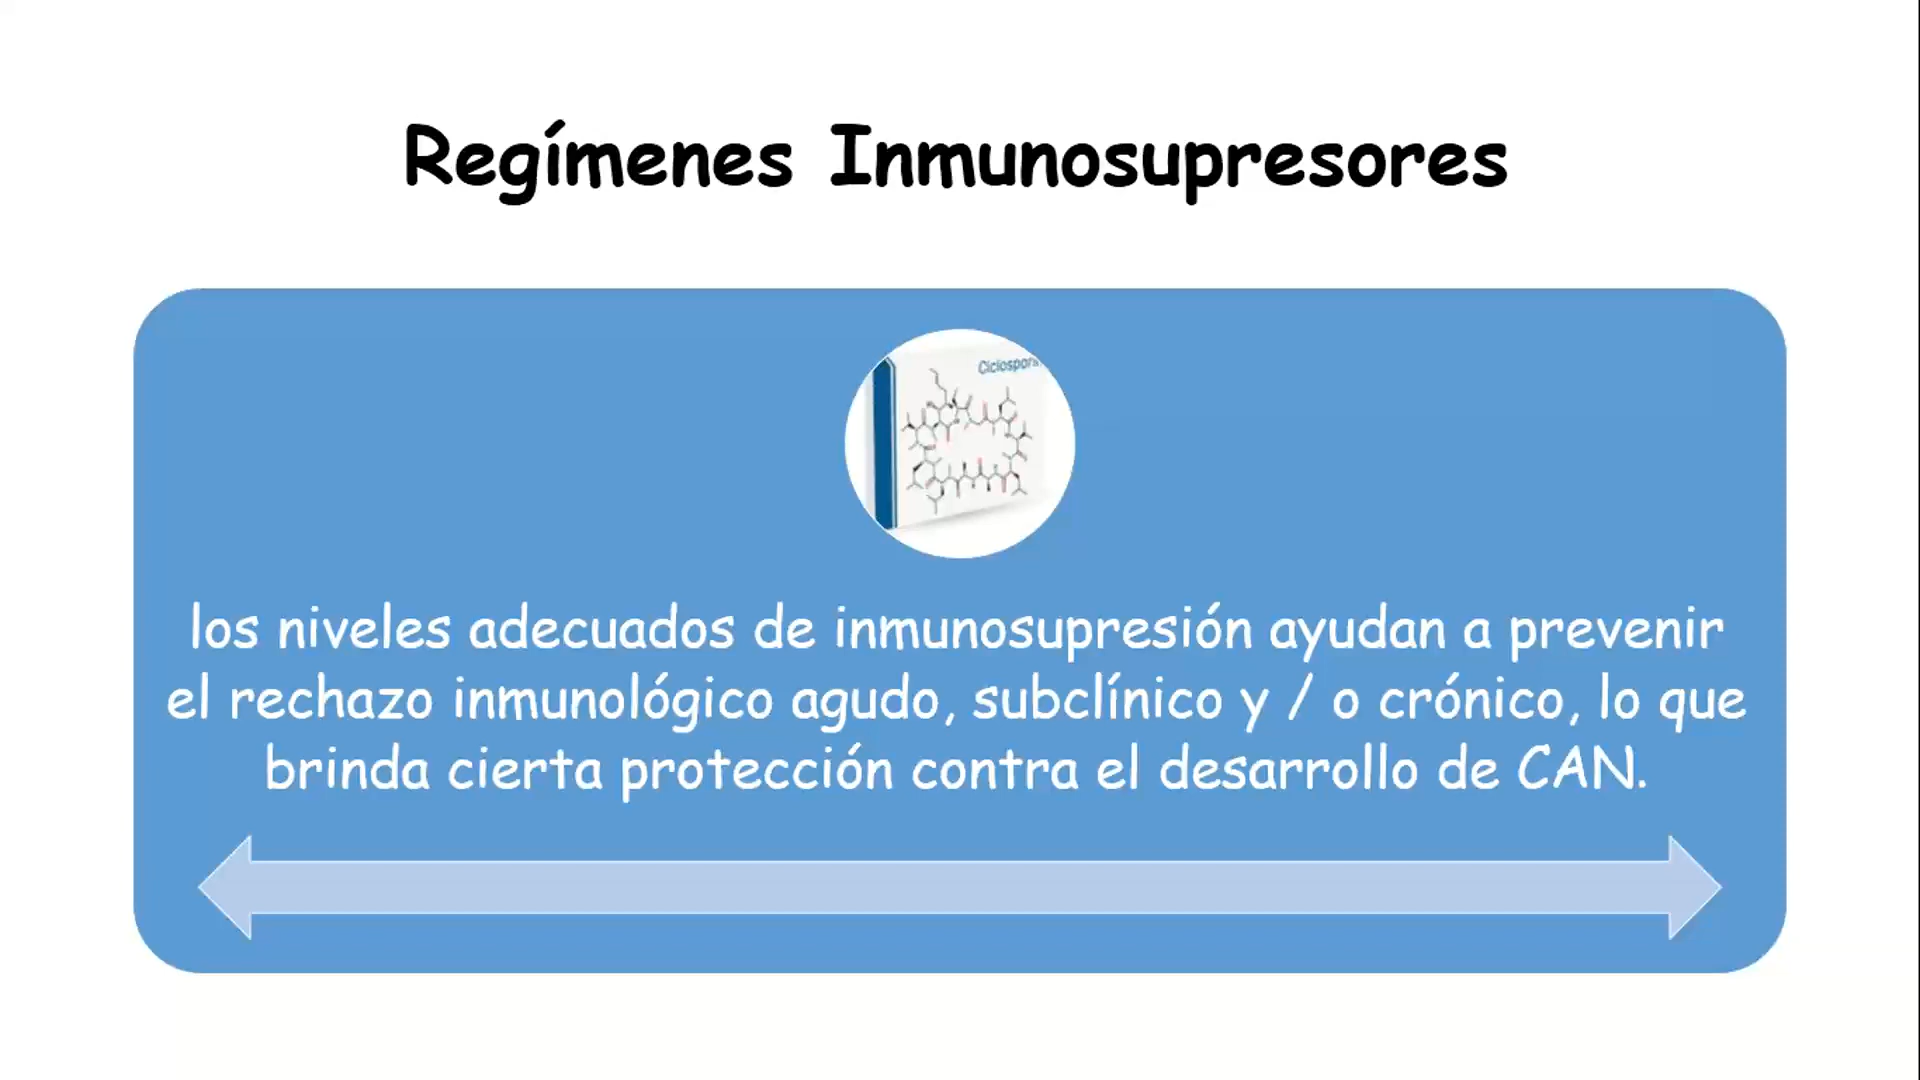 Regímenes Inmunosupresores
los niveles adecuados de inmunosupresión ayudan a prevenir
el rechazo inmunológico agudo, subclínico y / o crónico, lo que
brinda cierta protección contra el desarrollo de CAN.